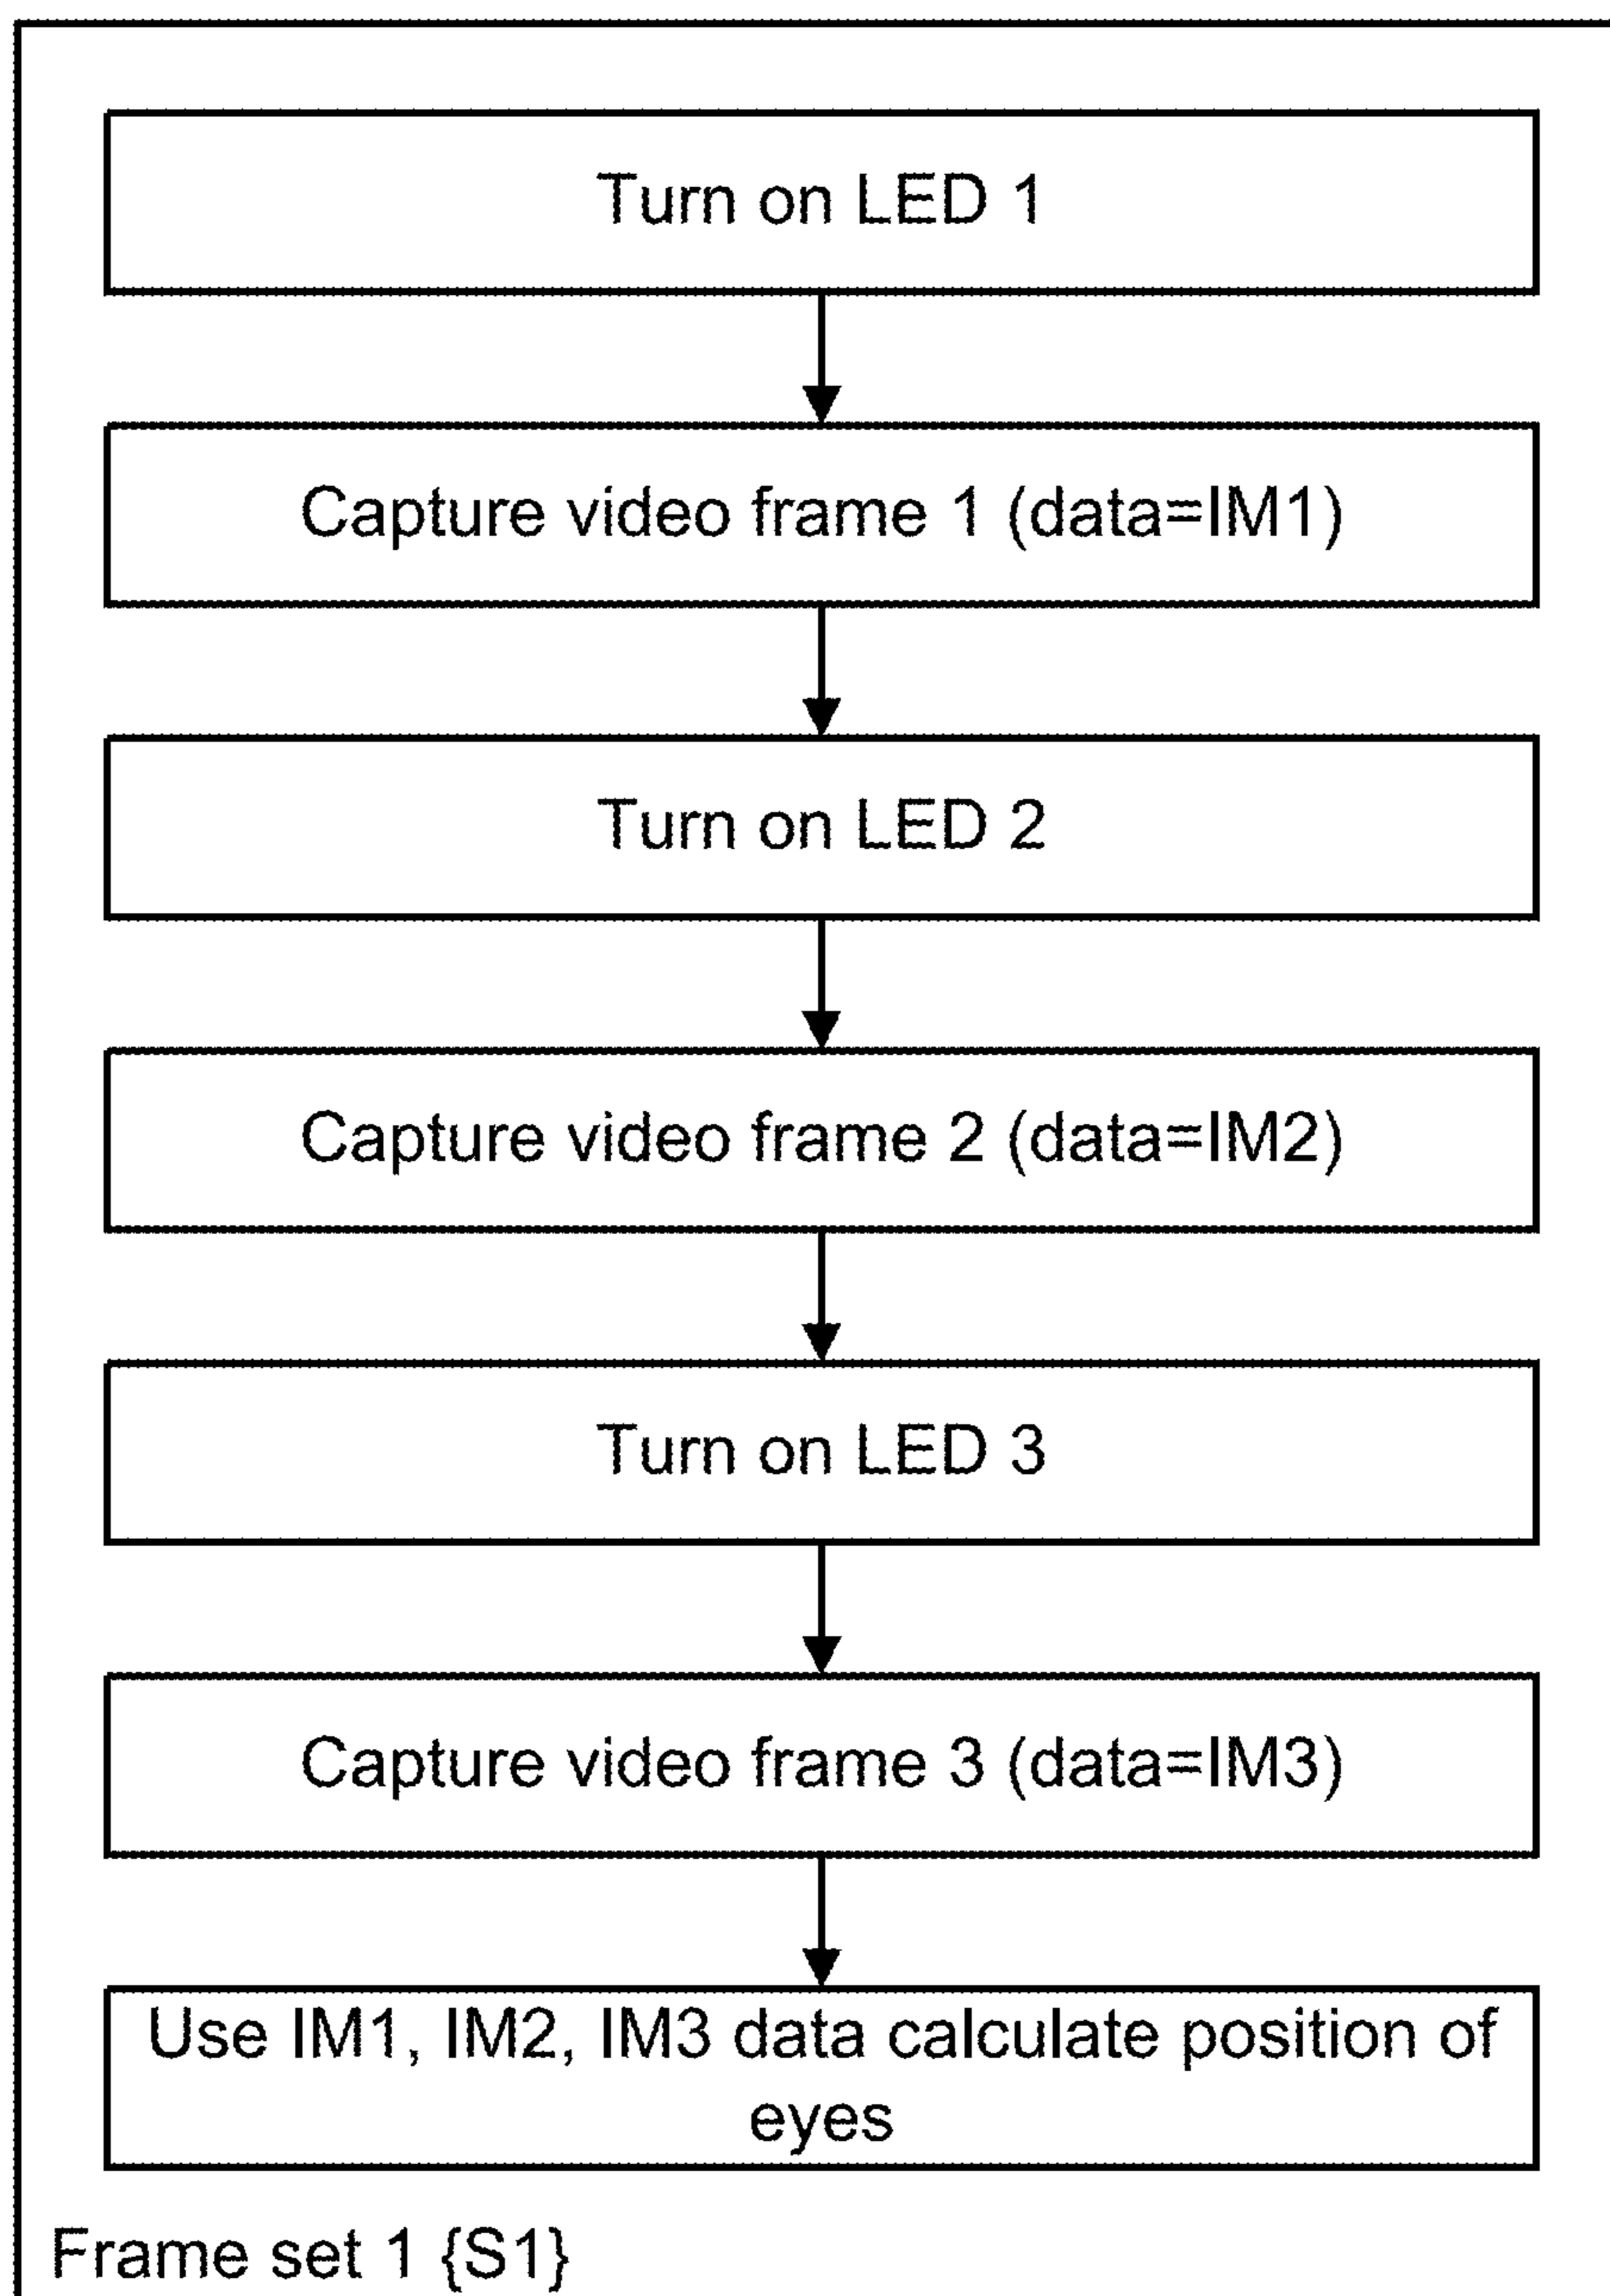 Turn on LED 1
Capture video frame 1 (data=IM1)
Turn on LED 2
Capture video frame 2 (data=IM2)
Turn on LED 3
Capture video frame 3 (data=IM3)
Use IM1, IM2, IM3 data calculate position of
eyes
Frame set 1 {S1}